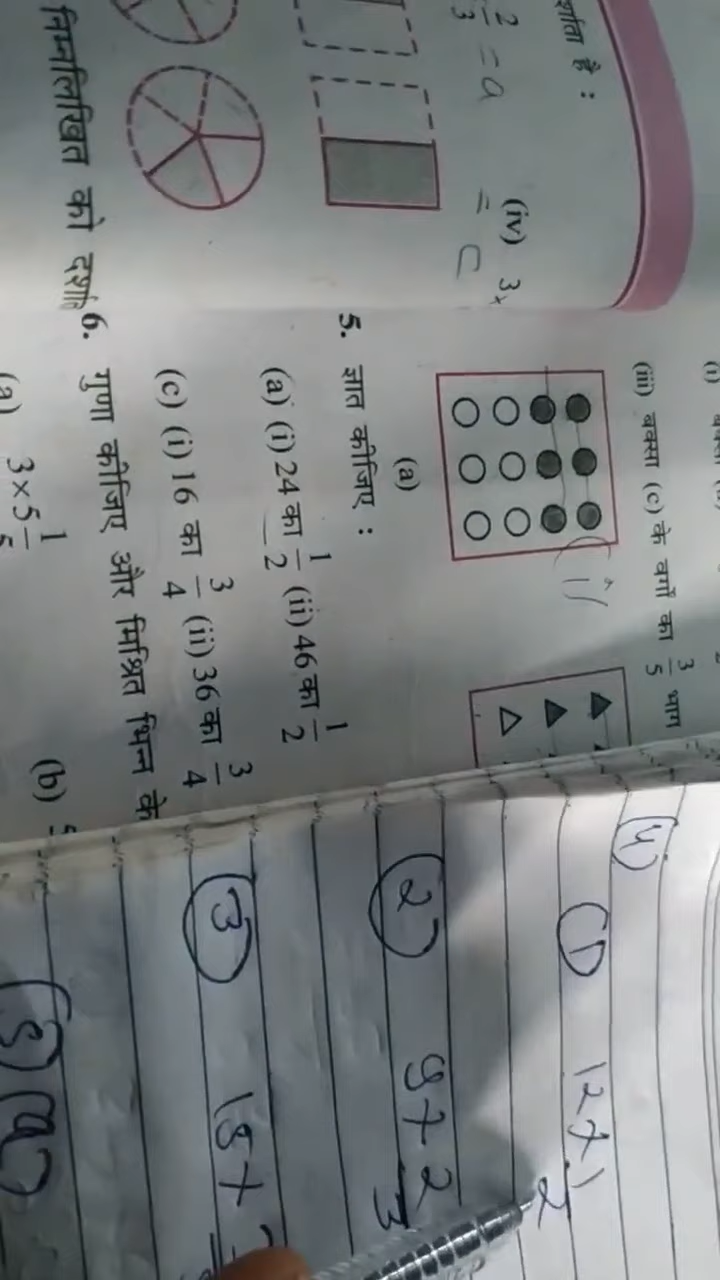 र्शाता है :
2/3 = a
(iv) 3 ×
= c
(iii) बक्सा (c) के वर्गों का 3/5 भाग
(a)
5. ज्ञात कीजिए :
(a) (i) 24 का 1/2 (ii) 46 का 1/2
(c) (i) 16 का 3/4 (ii) 36 का 3/4
6. गुणा कीजिए और मिश्रित भिन्न के
(a) 3 × 5 1/5
(b)
निम्नलिखित को दर्शा
(4)
(1) 12 × 1/2
(2) 9 × 2/3
(3) 15 ×
(5) (a)